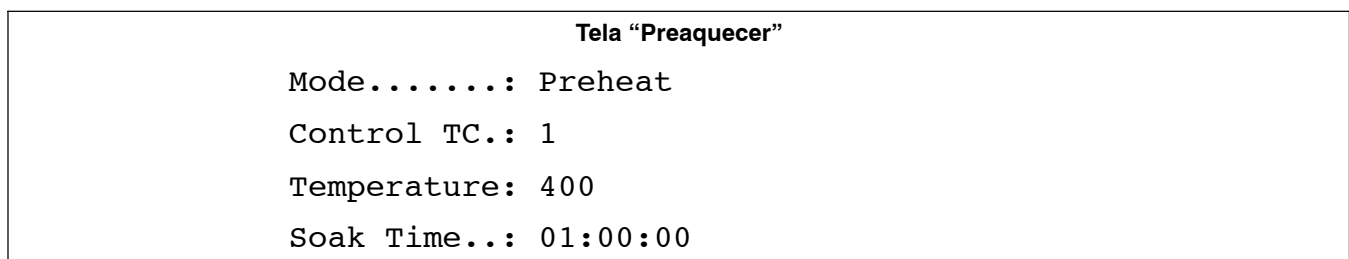 Tela “Preaquecer”
Mode.......: Preheat
Control TC.: 1
Temperature: 400
Soak Time..: 01:00:00